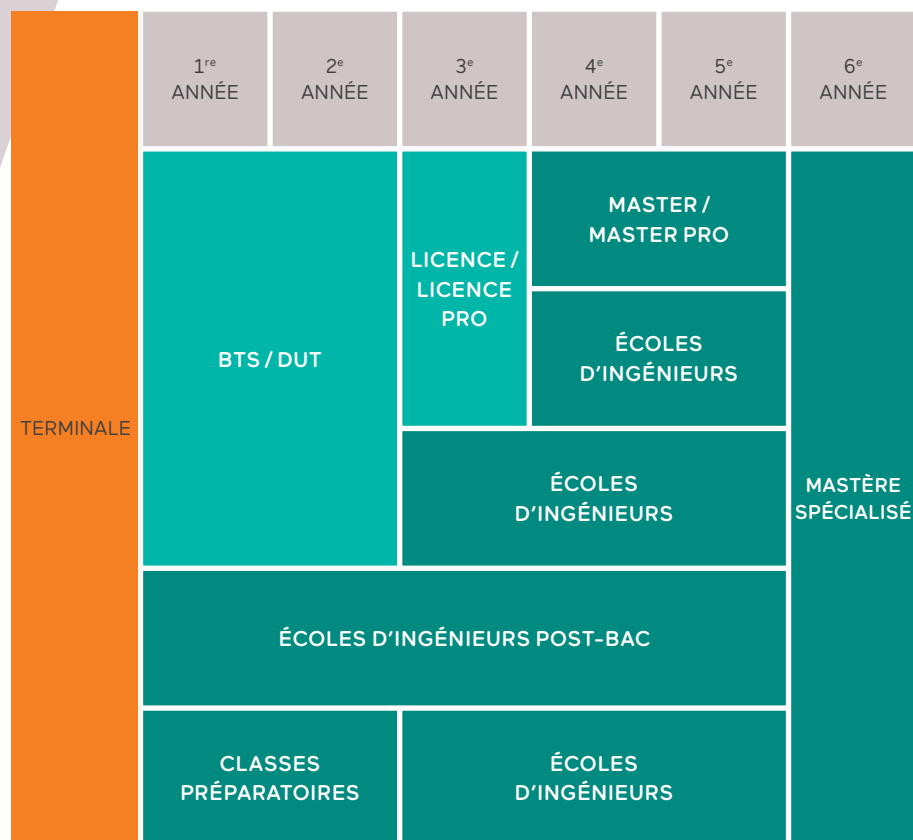 1re
ANNÉE
2e
ANNÉE
3e
ANNÉE
4e
ANNÉE
5e
ANNÉE
6e
ANNÉE
TERMINALE
BTS / DUT
LICENCE /
LICENCE
PRO
MASTER /
MASTER PRO
ÉCOLES
D'INGÉNIEURS
ÉCOLES
D'INGÉNIEURS
MASTÈRE
SPÉCIALISÉ
ÉCOLES D'INGÉNIEURS POST-BAC
CLASSES
PRÉPARATOIRES
ÉCOLES
D'INGÉNIEURS